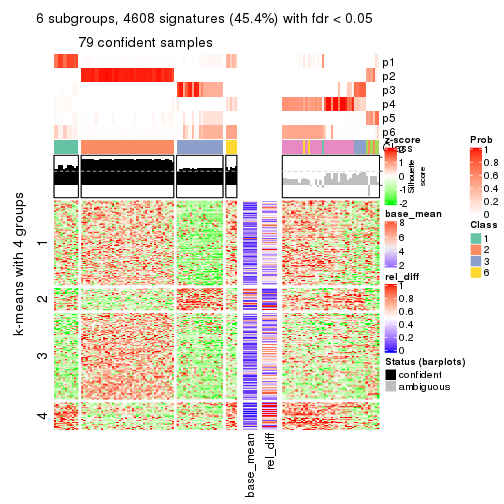 6 subgroups, 4608 signatures (45.4%) with fdr < 0.05
79 confident samples
p1
p2
p3
p4
p5
p6
Class
Silhouette
score
k-means with 4 groups
1
2
3
4
base_mean
rel_diff
z-score
2
1
0
-1
-2
base_mean
8
6
4
2
rel_diff
1
0.8
0.6
0.4
0.2
0
Status (barplots)
confident
ambiguous
Prob
1
0.8
0.6
0.4
0.2
0
Class
1
2
3
6